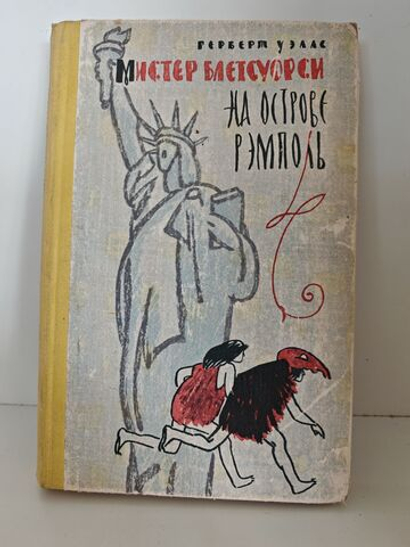 ГЕРБЕРТ УЭЛЛС
МИСТЕР БЛЕТСУОРСИ
НА ОСТРОВЕ
РЭМПОЛЬ